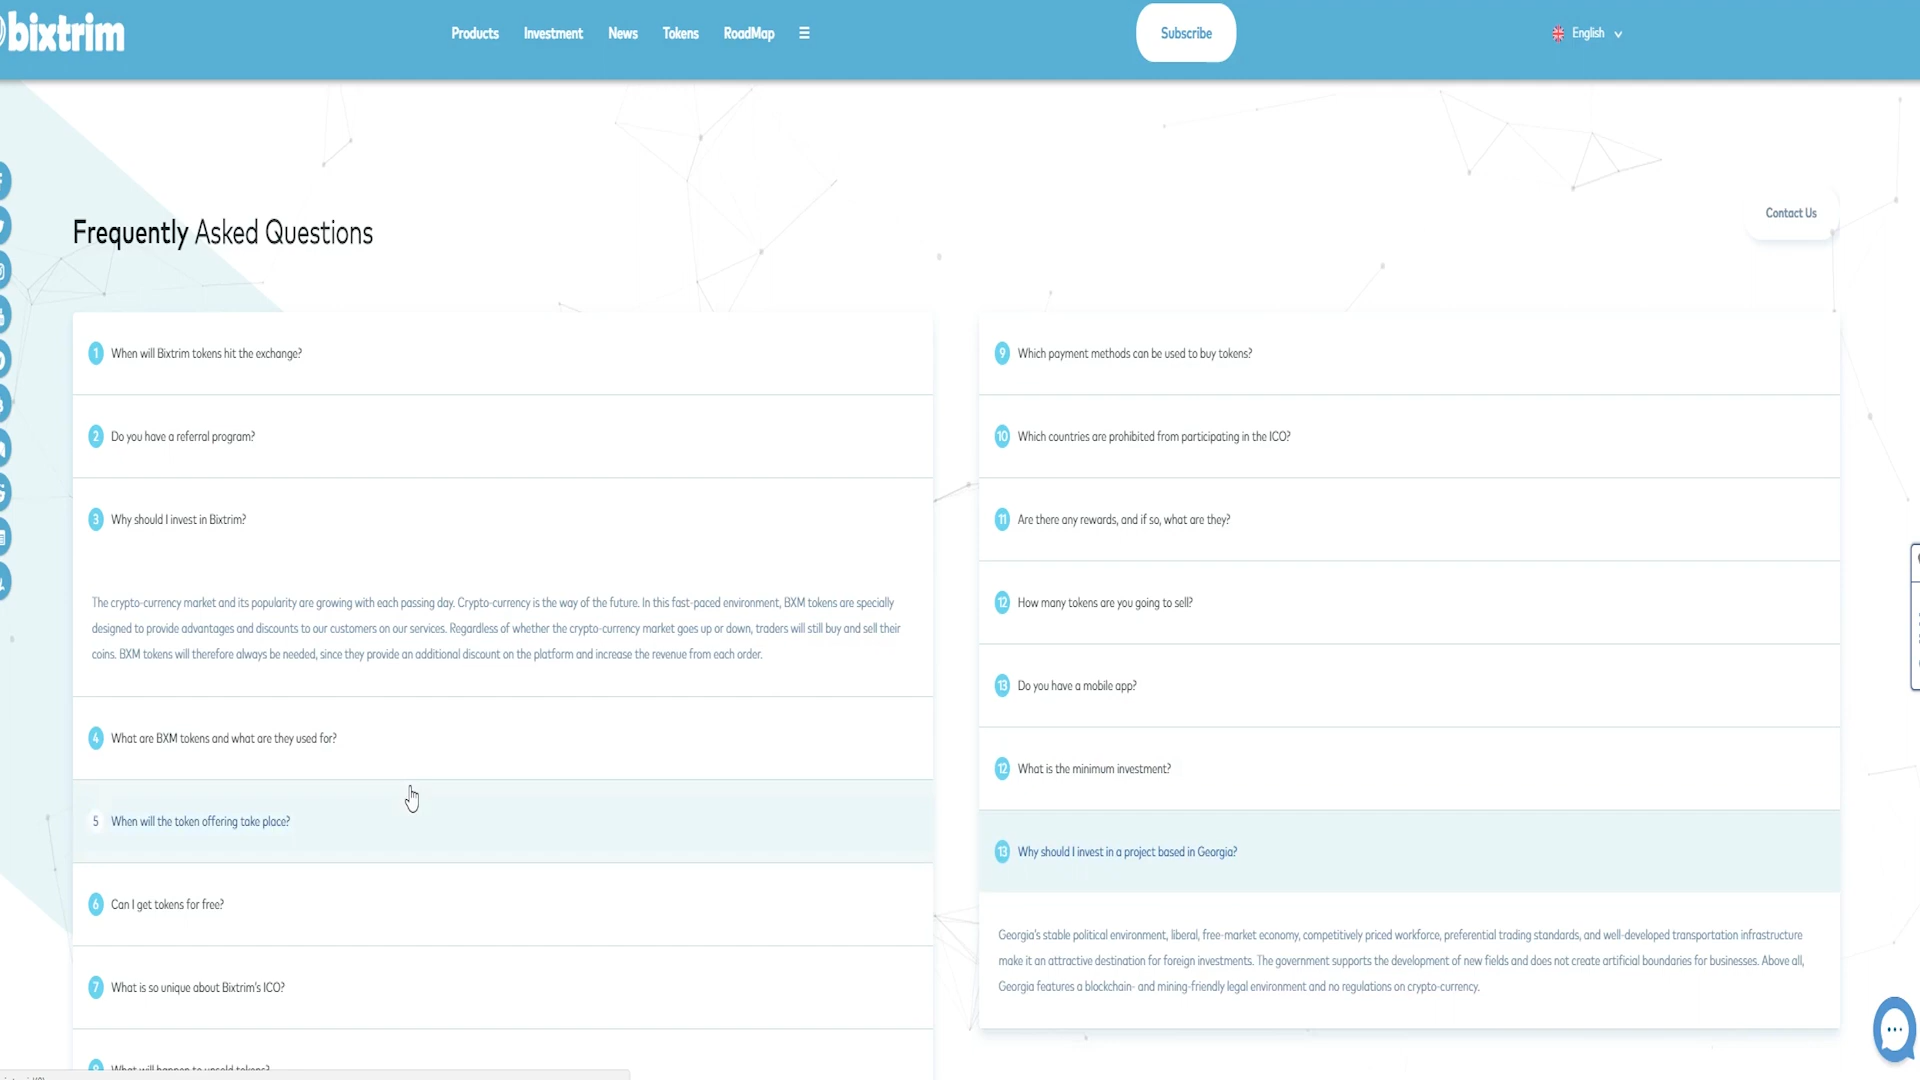 bixtrim
Products Investment News Tokens RoadMap
Subscribe
English
Frequently Asked Questions
Contact Us
1 When will Bixtrim tokens hit the exchange?
2 Do you have a referral program?
3 Why should I invest in Bixtrim?
The crypto-currency market and its popularity are growing with each passing day. Crypto-currency is the way of the future. In this fast-paced environment, BXM tokens are specially
designed to provide advantages and discounts to our customers on our services. Regardless of whether the crypto-currency market goes up or down, traders will still buy and sell their
coins. BXM tokens will therefore always be needed, since they provide an additional discount on the platform and increase the revenue from each order.
4 What are BXM tokens and what are they used for?
5 When will the token offering take place?
6 Can I get tokens for free?
7 What is so unique about Bixtrim's ICO?
8 What will happen to unsold tokens?
9 Which payment methods can be used to buy tokens?
10 Which countries are prohibited from participating in the ICO?
11 Are there any rewards, and if so, what are they?
12 How many tokens are you going to sell?
13 Do you have a mobile app?
12 What is the minimum investment?
13 Why should I invest in a project based in Georgia?
Georgia's stable political environment, liberal, free-market economy, competitively priced workforce, preferential trading standards, and well-developed transportation infrastructure
make it an attractive destination for foreign investments. The government supports the development of new fields and does not create artificial boundaries for businesses. Above all,
Georgia features a blockchain- and mining-friendly legal environment and no regulations on crypto-currency.